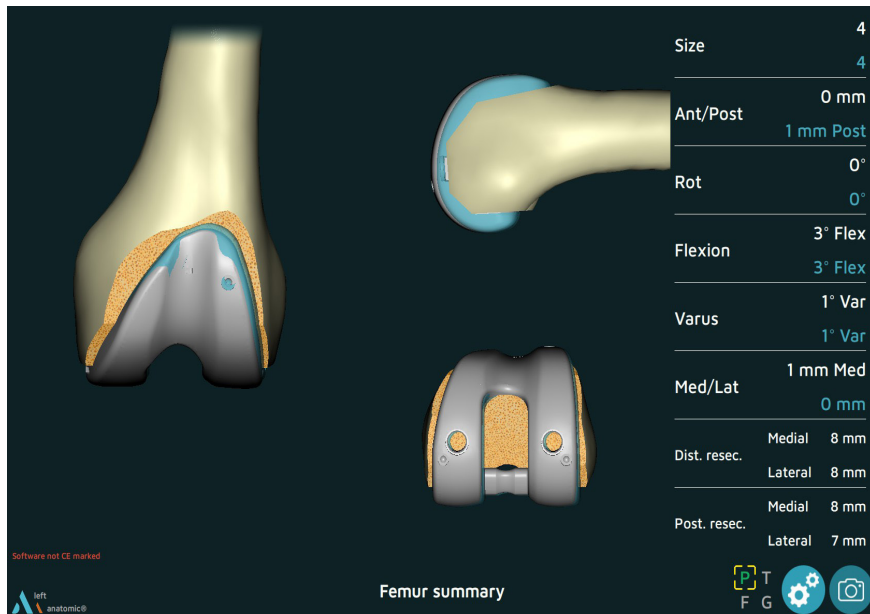 Size 4
4
Ant/Post 0 mm
1 mm Post
Rot 0°
0°
Flexion 3° Flex
3° Flex
Varus 1° Var
1° Var
Med/Lat 1 mm Med
0 mm
Dist. resec. Medial 8 mm
Lateral 8 mm
Post. resec. Medial 8 mm
Lateral 7 mm
Software not CE marked
left
anatomic®
Femur summary
P T
F G